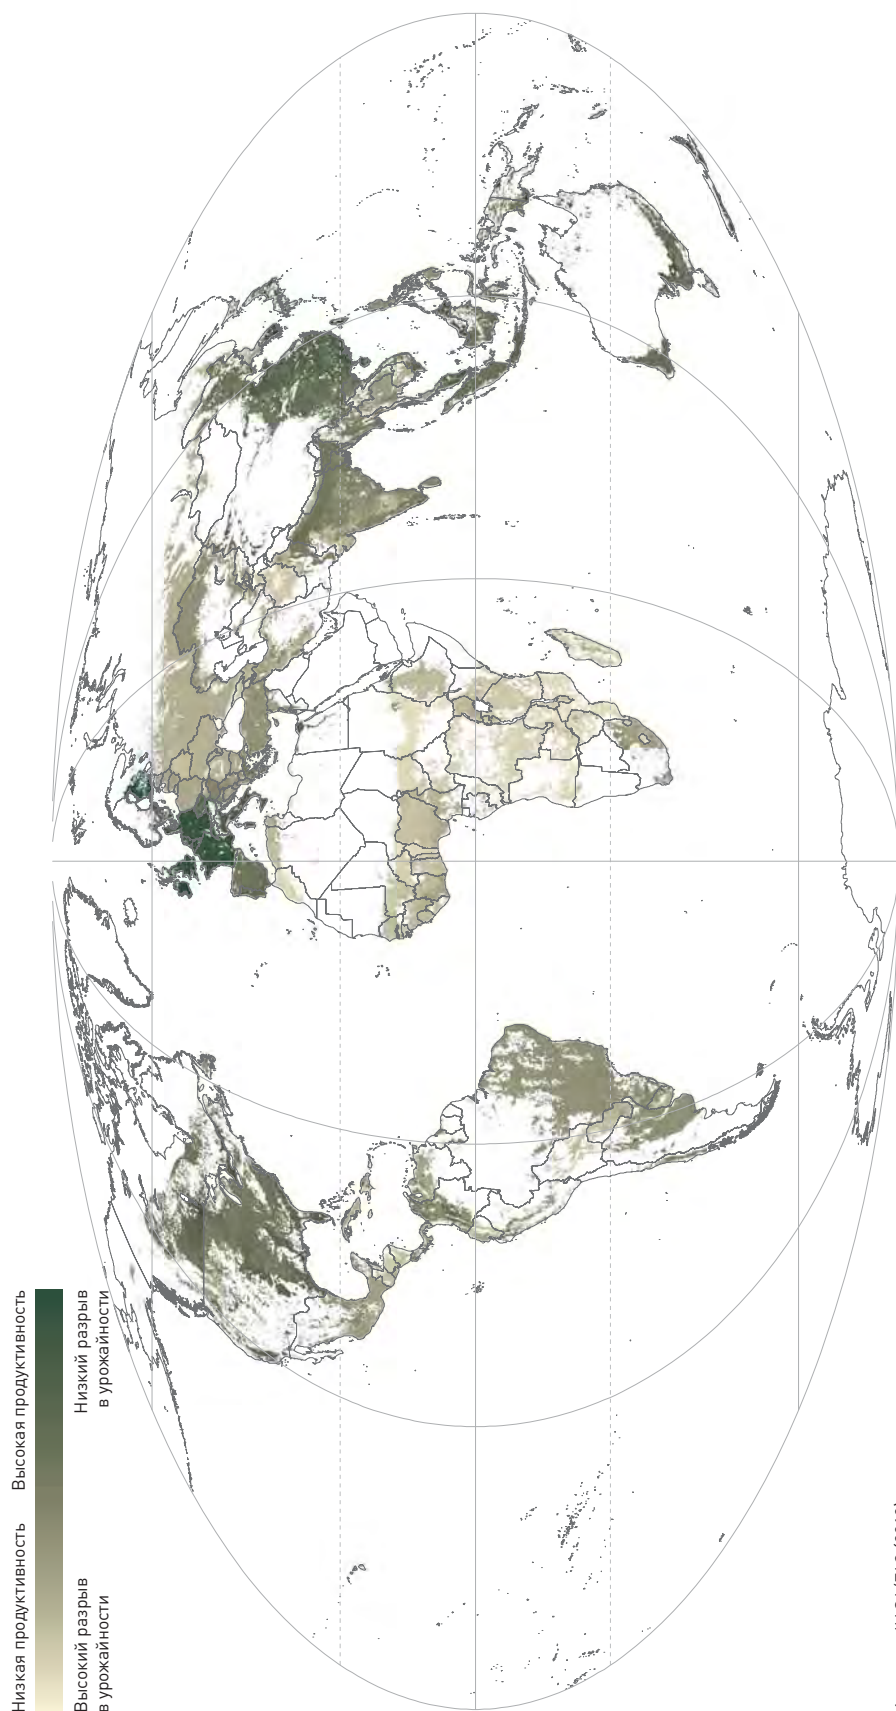 Низкая продуктивность
Высокая продуктивность
Высокий разрыв
в урожайности
Низкий разрыв
в урожайности